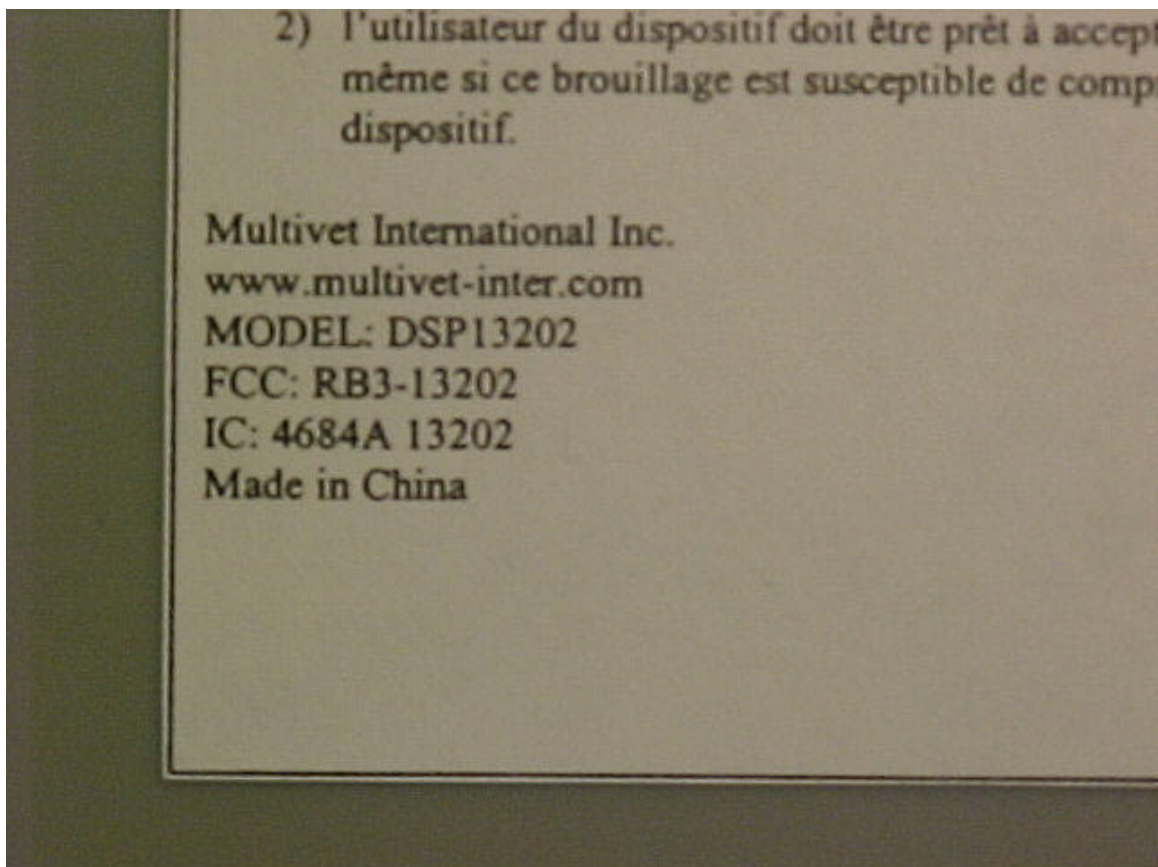 2) l'utilisateur du dispositif doit être prêt à
même si ce brouillage est susceptible de
dispositif.
Multivet International Inc.
www.multivet-inter.com
MODEL: DSP13202
FCC: RB3-13202
IC: 4684A 13202
Made in China